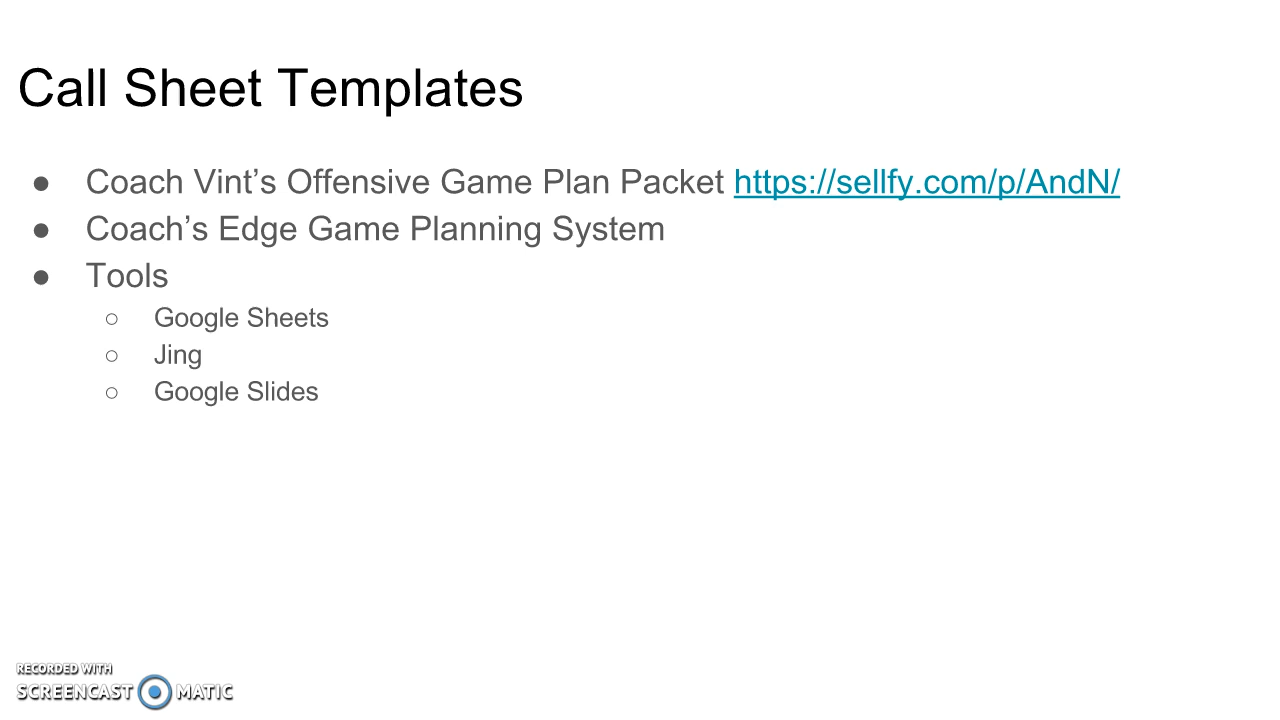 Call Sheet Templates
● Coach Vint’s Offensive Game Plan Packet https://sellfy.com/p/AndN/
● Coach’s Edge Game Planning System
● Tools
○ Google Sheets
○ Jing
○ Google Slides
RECORDED WITH
SCREENCAST MATIC